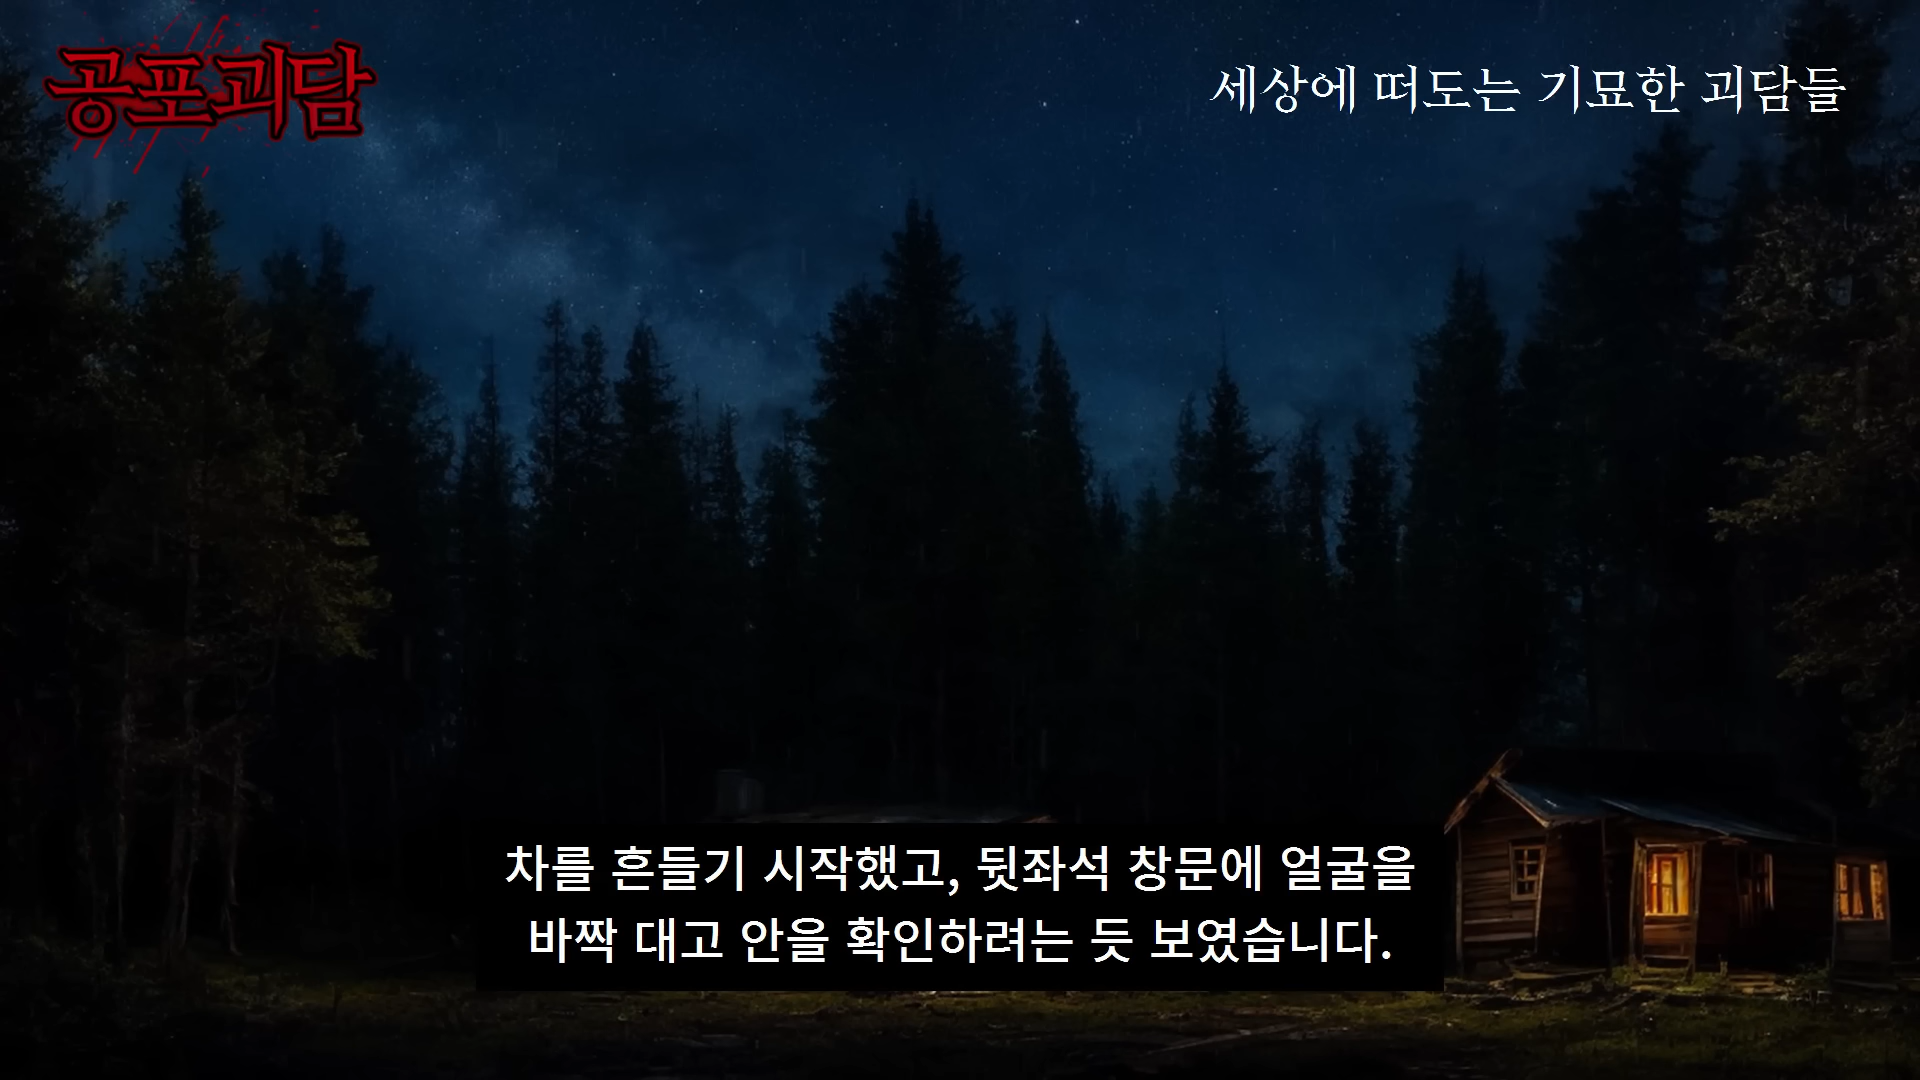 공포괴담
세상에 떠도는 기묘한 괴담들
차를 흔들기 시작했고, 뒷좌석 창문에 얼굴을
바짝 대고 안을 확인하려는 듯 보였습니다.